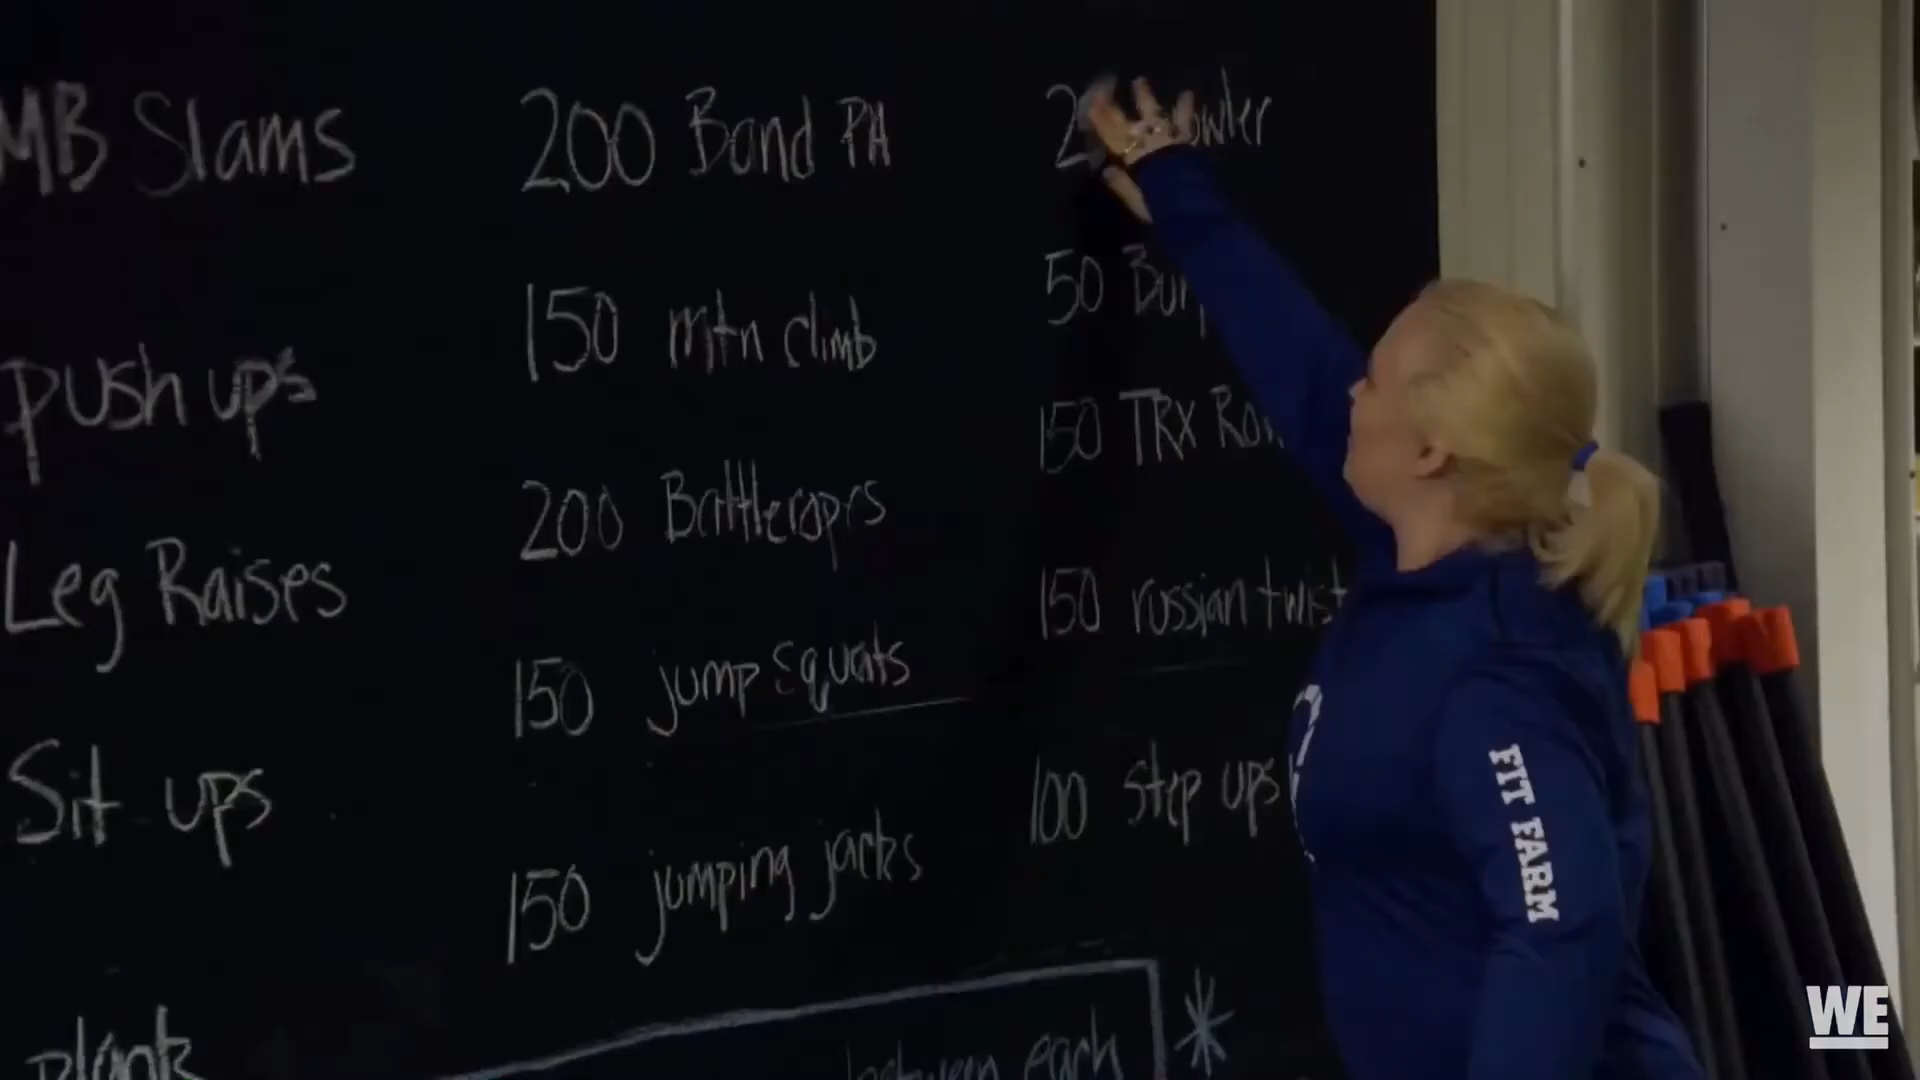 MB Slams
push ups
Leg Raises
Sit ups
plank
200 Band PA
150 mtn climb
200 Battleropes
150 jump squats
150 jumping jacks
between each
*
50
150 TRX
150 russian twist
100 Step ups
FIT FARM
WE